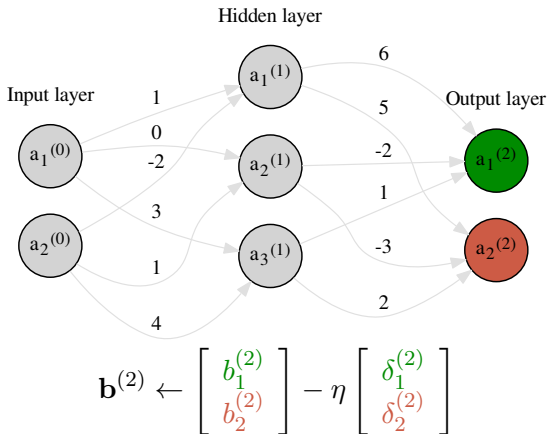 Hidden layer
Input layer
Output layer
a₁⁽⁰⁾
a₂⁽⁰⁾
a₁⁽¹⁾
a₂⁽¹⁾
a₃⁽¹⁾
a₁⁽²⁾
a₂⁽²⁾
1
0
-2
3
1
4
6
5
-2
1
-3
2
b⁽²⁾ ← [ b₁⁽²⁾ b₂⁽²⁾ ] − η [ δ₁⁽²⁾ δ₂⁽²⁾ ]